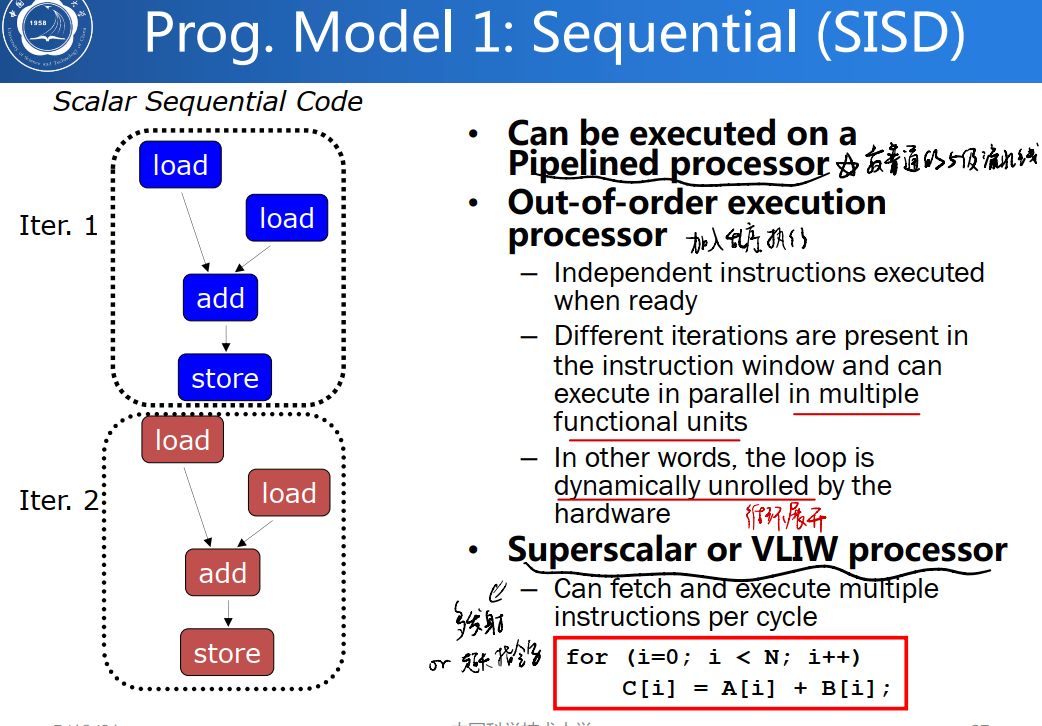 Prog. Model 1: Sequential (SISD)
1958
Scalar Sequential Code
Iter. 1
load
load
add
store
Iter. 2
load
load
add
store
• Can be executed on a
Pipelined processor ☆ 普通的5级流水线
• Out-of-order execution
processor 加入乱序执行
– Independent instructions executed
when ready
– Different iterations are present in
the instruction window and can
execute in parallel in multiple
functional units
– In other words, the loop is
dynamically unrolled by the
hardware 循环展开
• Superscalar or VLIW processor
– Can fetch and execute multiple
instructions per cycle
多发射
or 指令字
for (i=0; i < N; i++)
C[i] = A[i] + B[i];